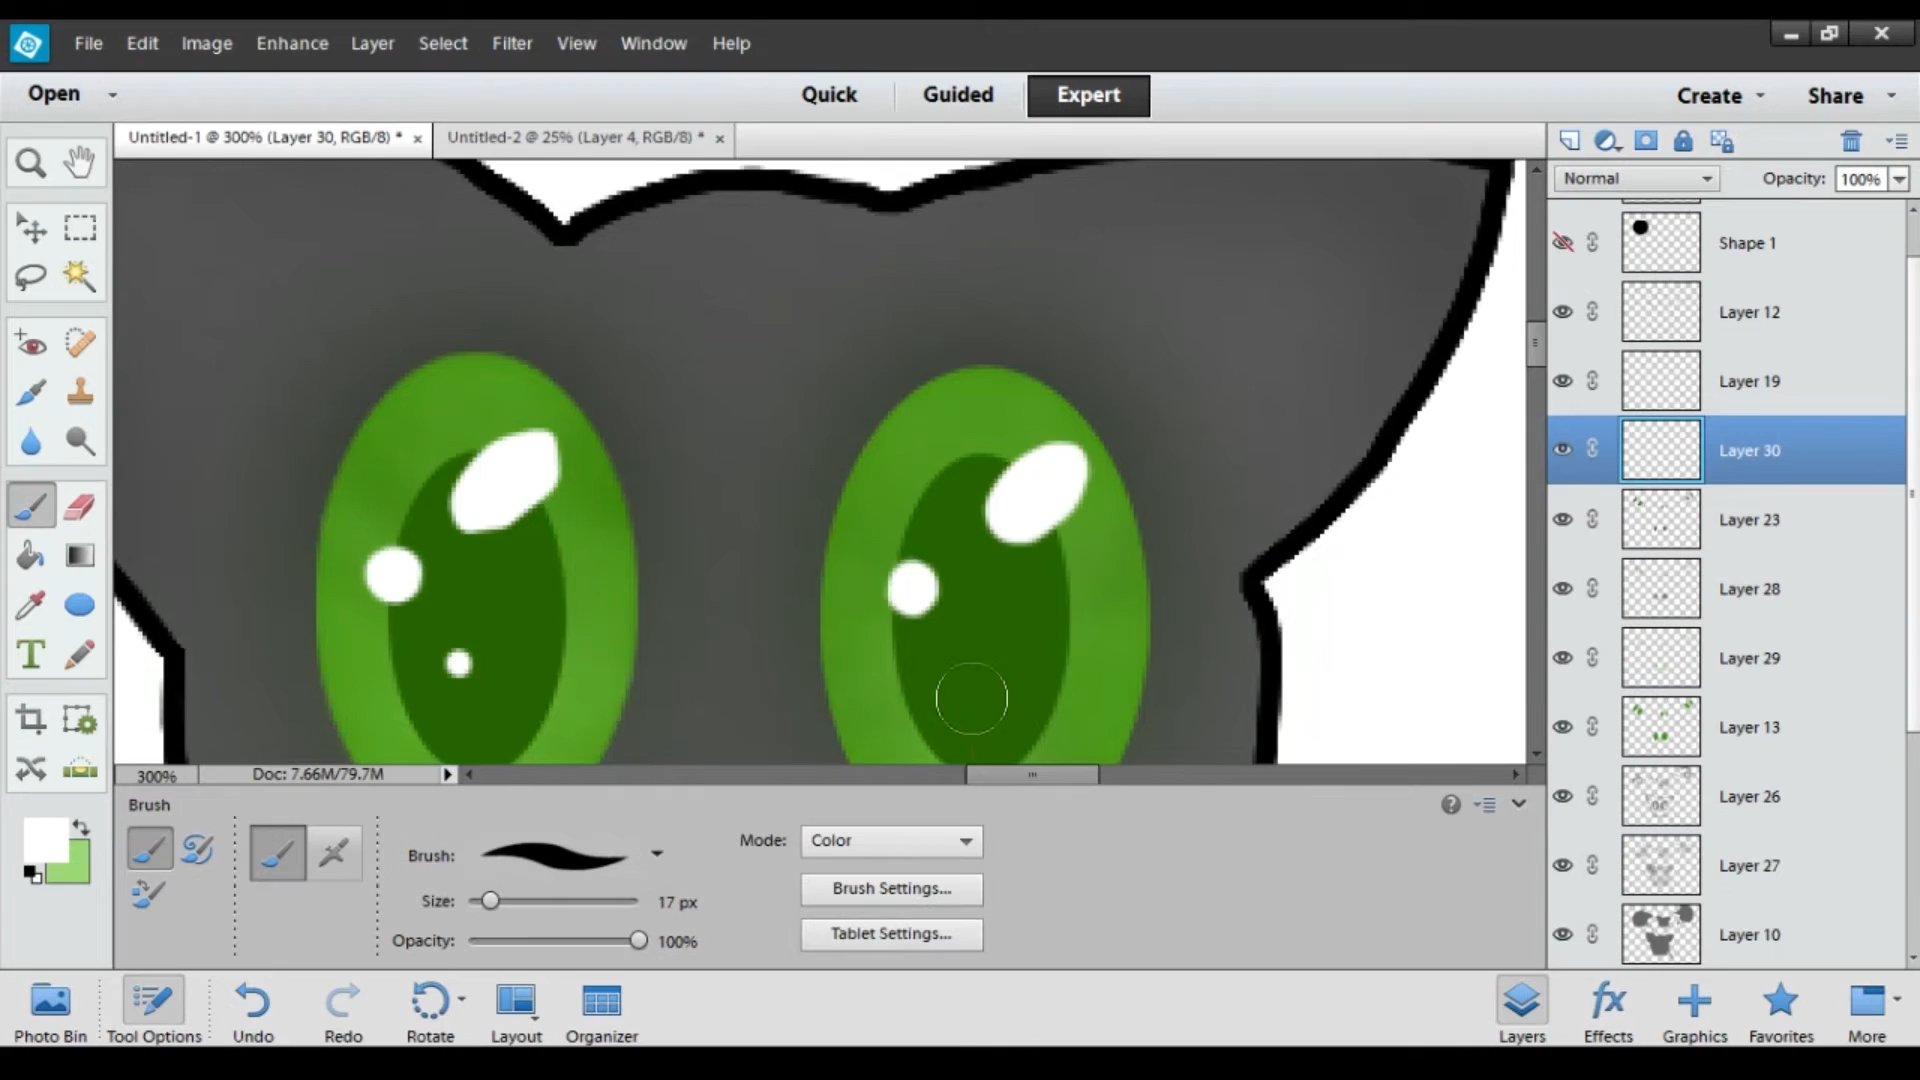 File Edit Image Enhance Layer Select Filter View Window Help
Open Quick Guided Expert Create Share
Untitled-1 @ 300% (Layer 30, RGB/8) * × Untitled-2 @ 25% (Layer 4, RGB/8) * ×
Normal Opacity: 100%
Shape 1
Layer 12
Layer 19
Layer 30
Layer 23
Layer 28
Layer 29
Layer 13
Layer 26
Layer 27
Layer 10
300% Doc: 7.66M/79.7M
Brush
Brush:
Size: 17 px
Opacity: 100%
Mode: Color
Brush Settings...
Tablet Settings...
Photo Bin Tool Options Undo Redo Rotate Layout Organizer
Layers Effects Graphics Favorites More